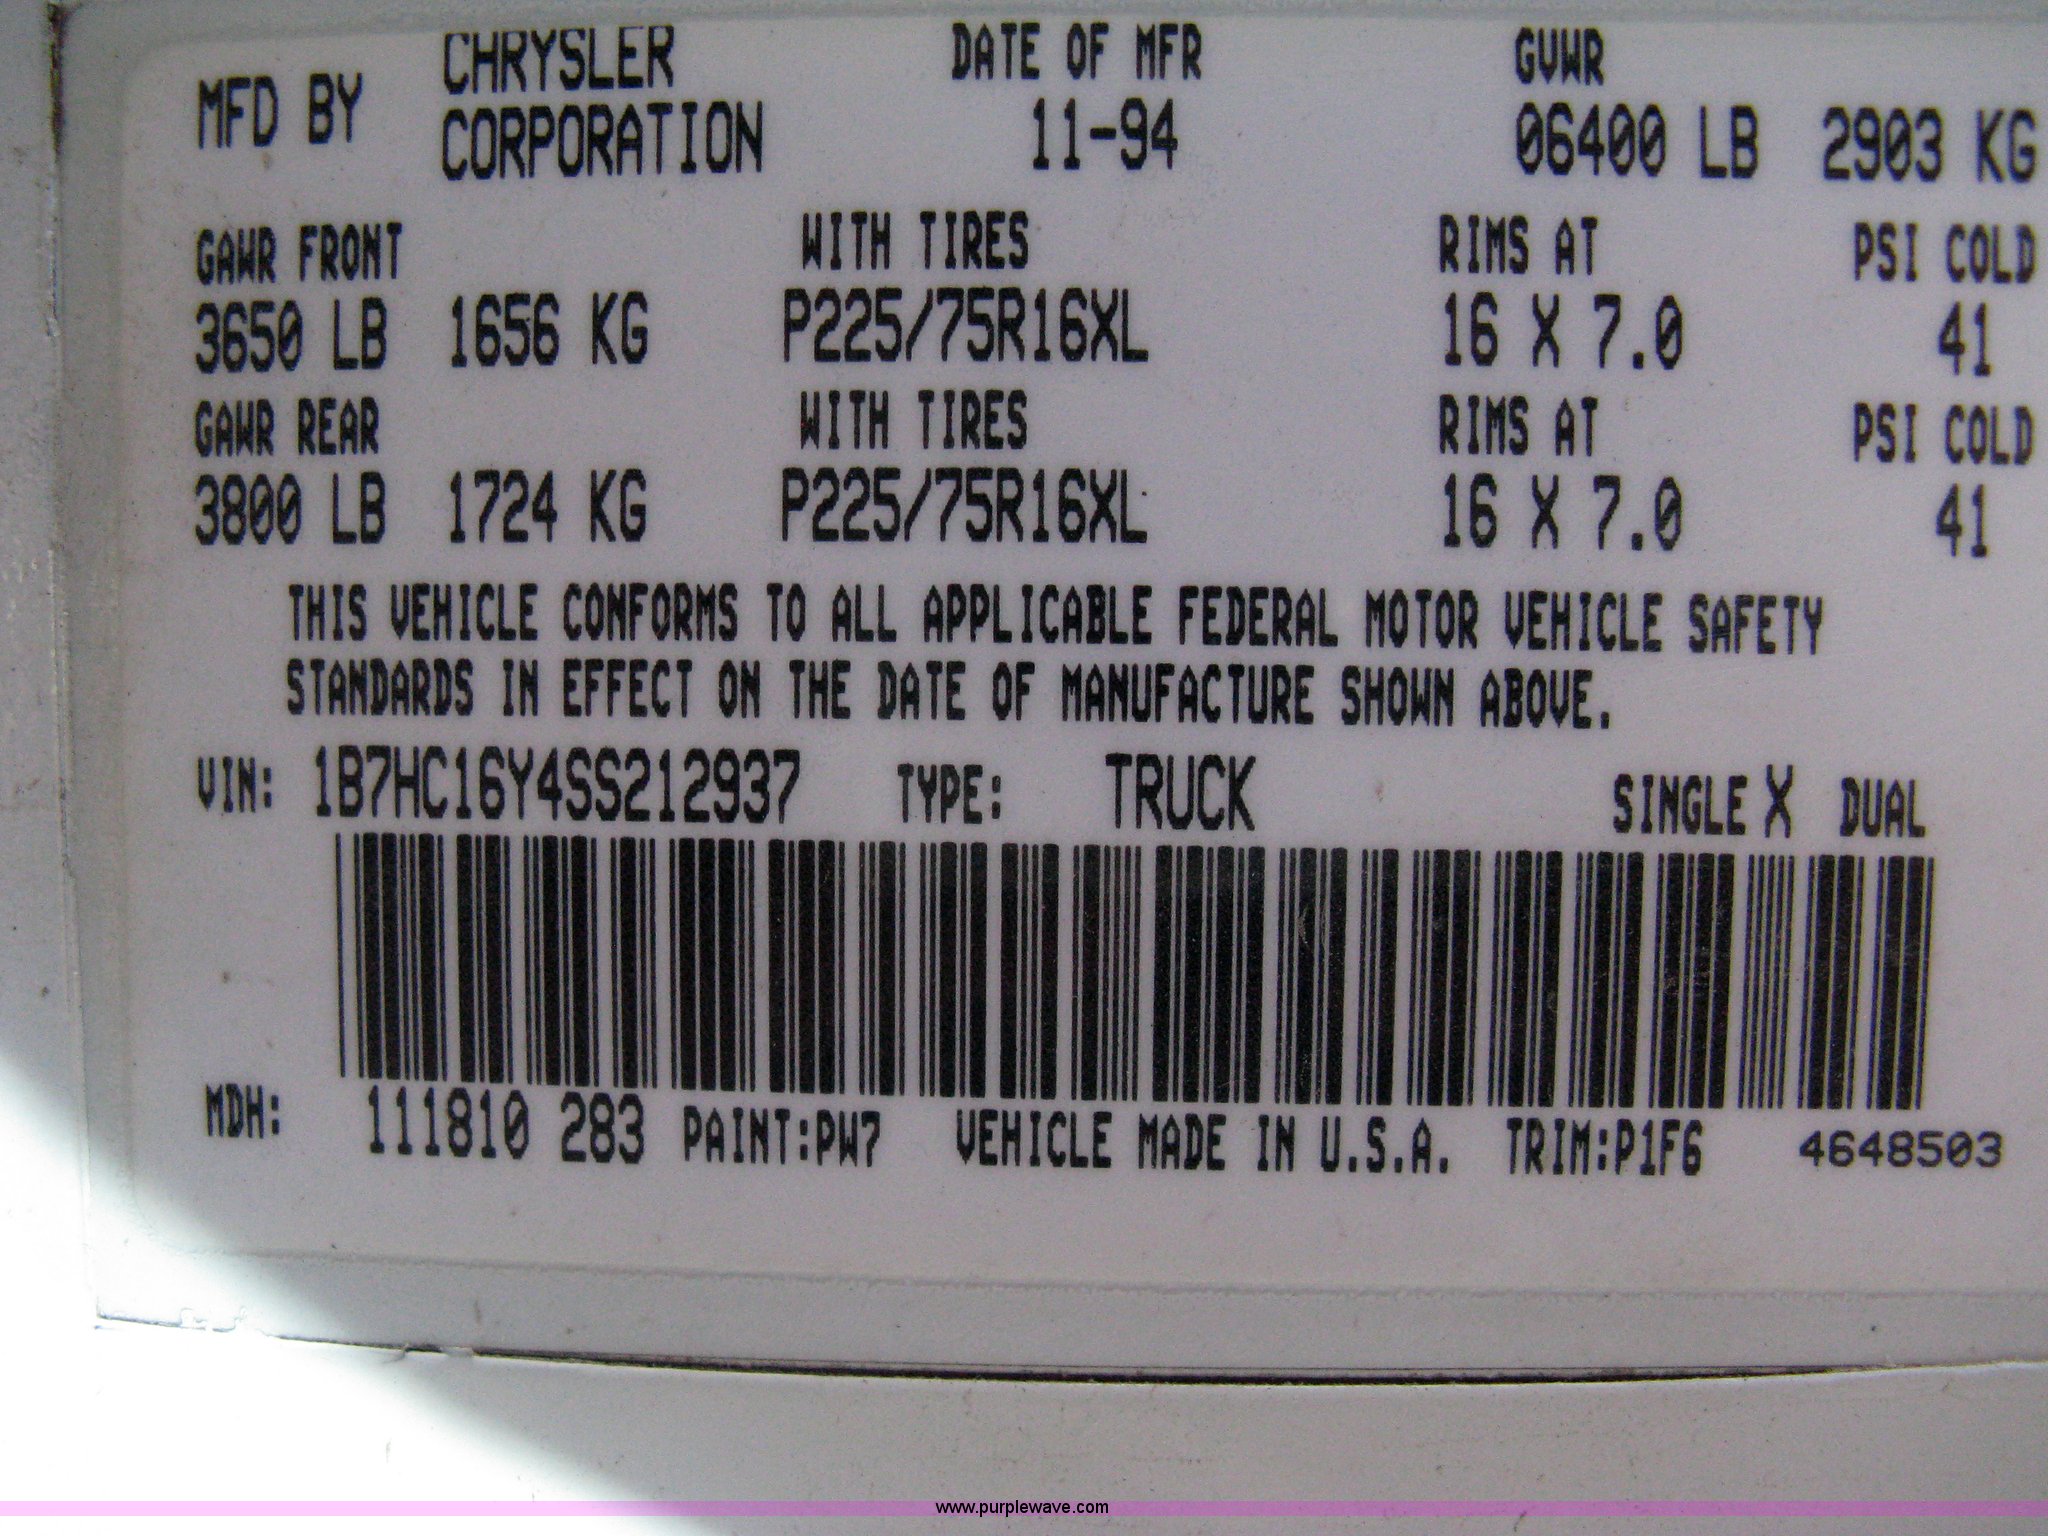 MFD BY CHRYSLER CORPORATION DATE OF MFR 11-94 GVWR 06400 LB 2903 KG
GAWR FRONT WITH TIRES RIMS AT PSI COLD
3650 LB 1656 KG P225/75R16XL 16 X 7.0 41
GAWR REAR WITH TIRES RIMS AT PSI COLD
3800 LB 1724 KG P225/75R16XL 16 X 7.0 41
THIS VEHICLE CONFORMS TO ALL APPLICABLE FEDERAL MOTOR VEHICLE SAFETY
STANDARDS IN EFFECT ON THE DATE OF MANUFACTURE SHOWN ABOVE.
VIN: 1B7HC16Y4SS212937 TYPE: TRUCK SINGLE X DUAL
MDH: 111810 283 PAINT:PW7 VEHICLE MADE IN U.S.A. TRIM:P1F6 4648503
www.purplewave.com